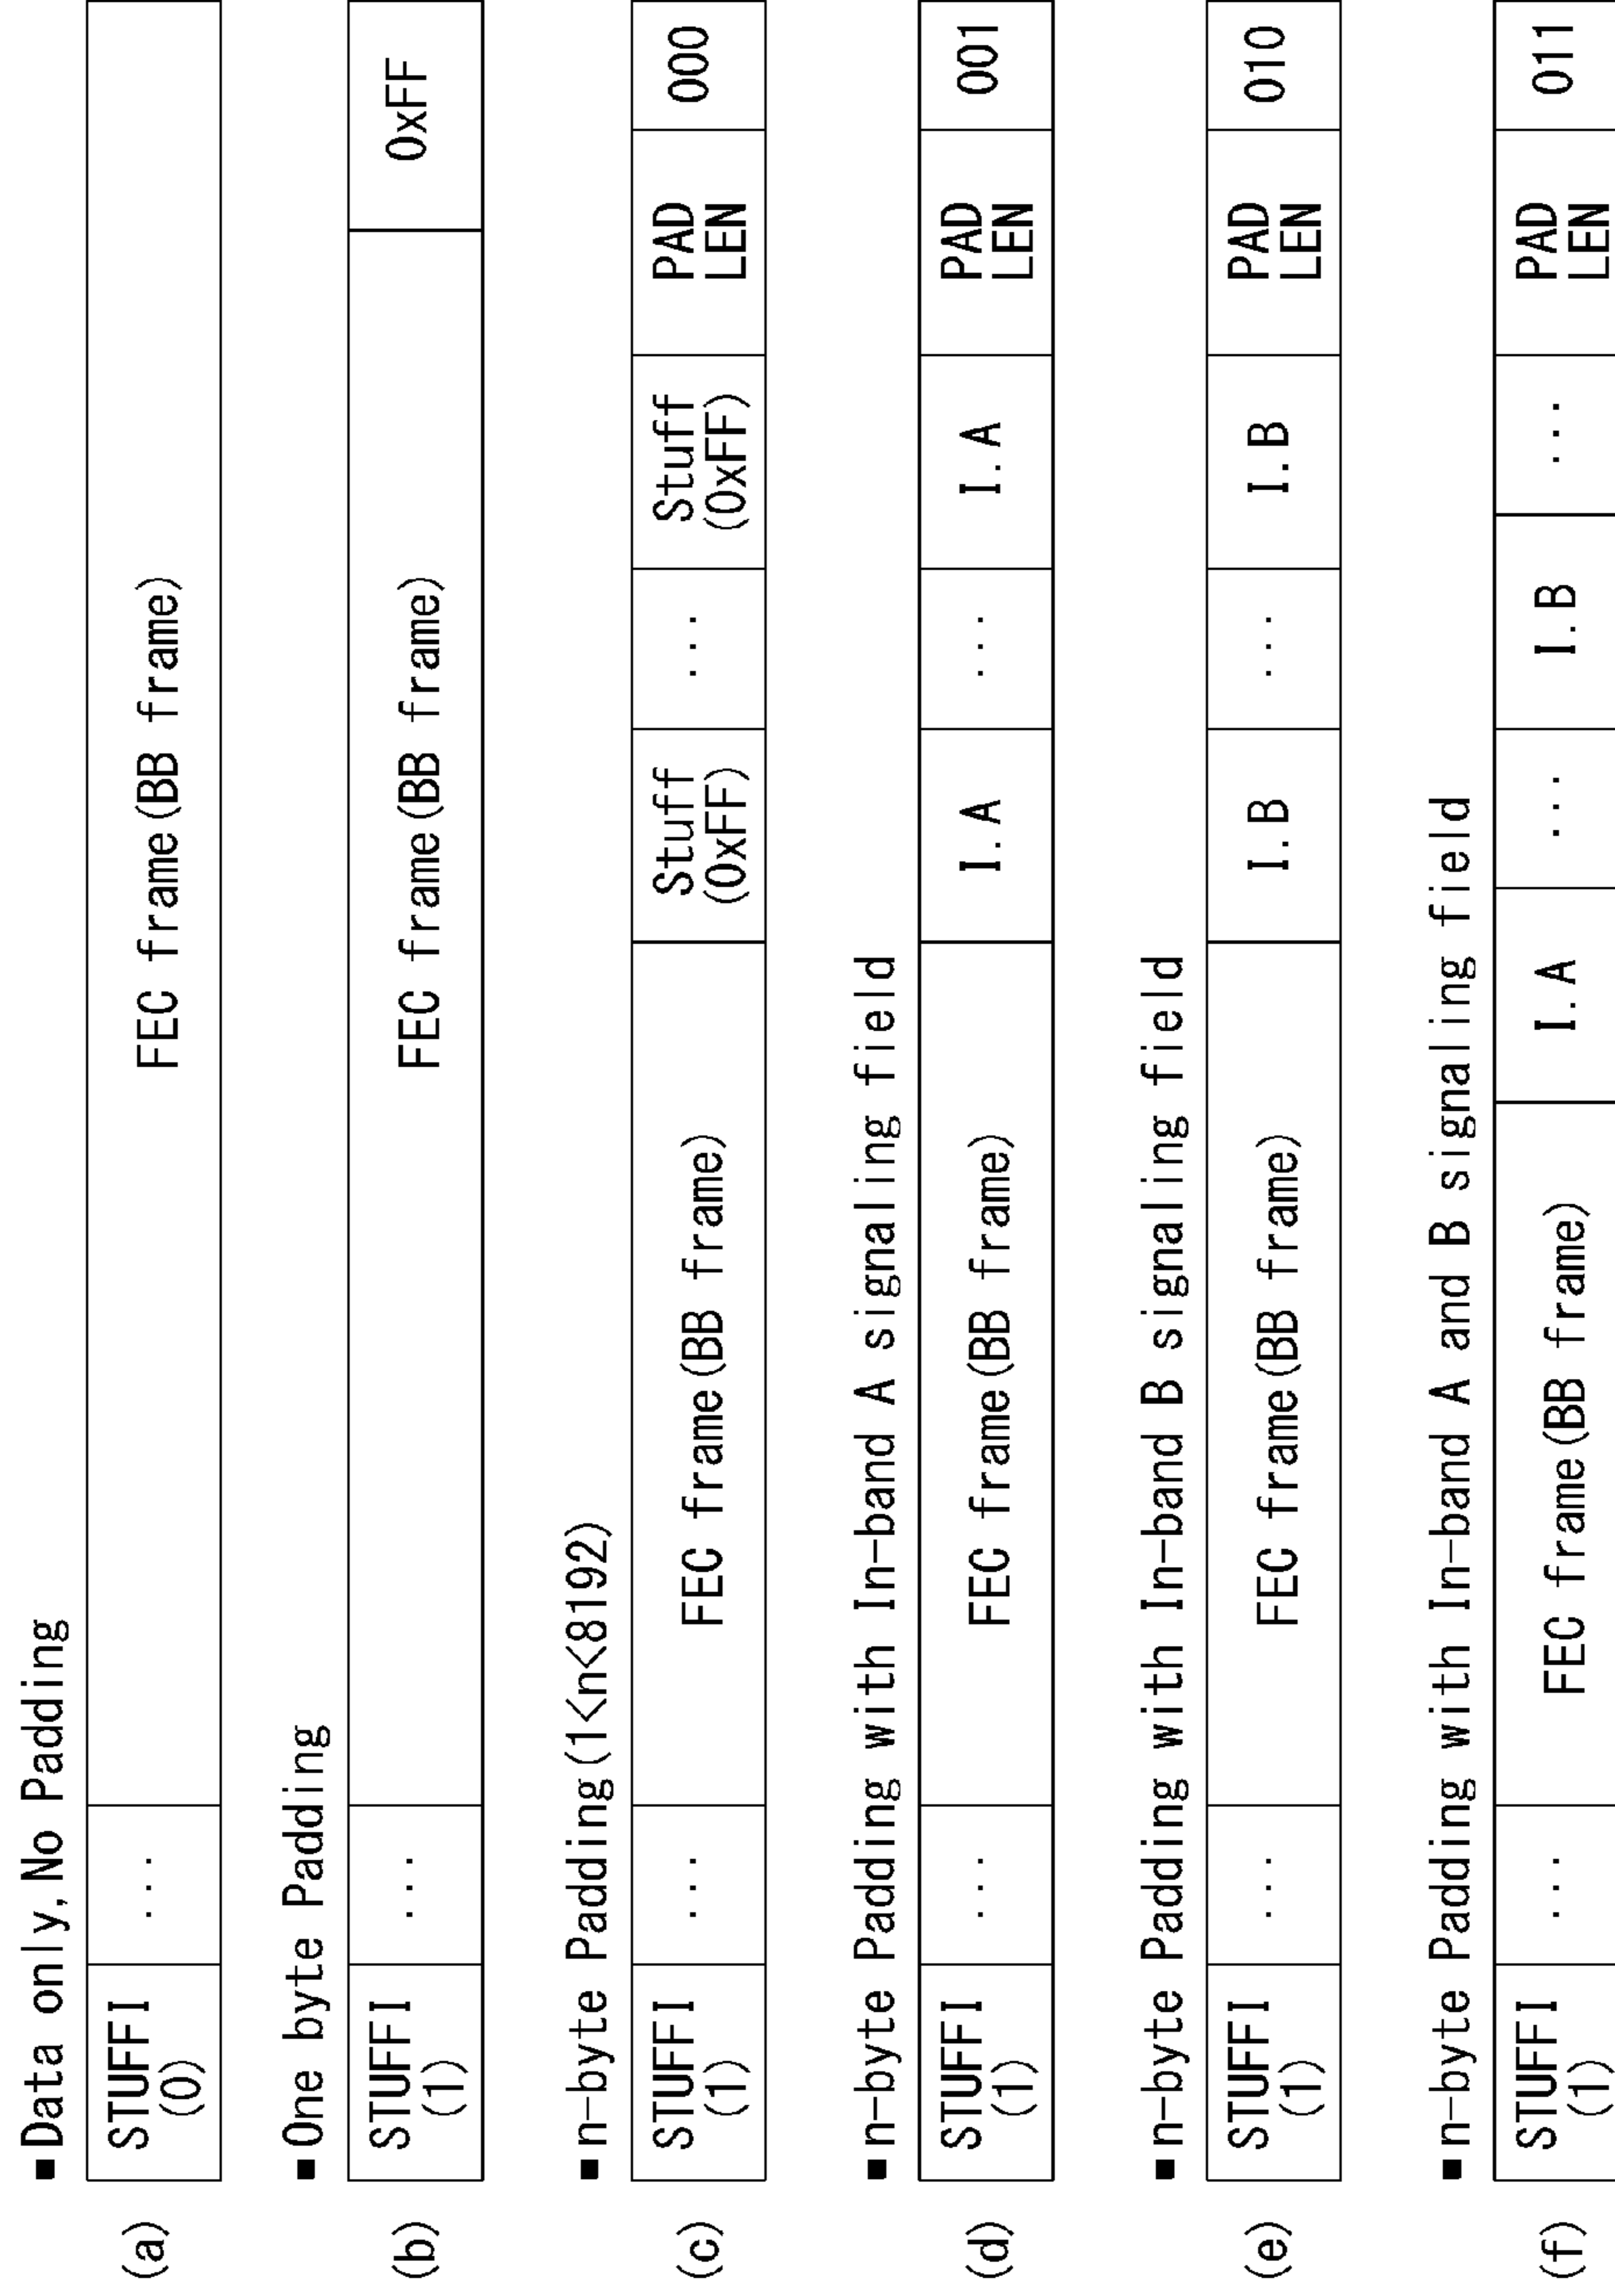 ■Data only,No Padding
(a) STUFFI (0) ... FEC frame(BB frame)
■One byte Padding
(b) STUFFI (1) ... FEC frame(BB frame) 0xFF
■n-byte Padding(1<n<8192)
(c) STUFFI (1) ... FEC frame(BB frame) Stuff (0xFF) ... Stuff (0xFF) PAD LEN 000
■n-byte Padding with In-band A signaling field
(d) STUFFI (1) ... FEC frame(BB frame) I.A ... I.A PAD LEN 001
■n-byte Padding with In-band B signaling field
(e) STUFFI (1) ... FEC frame(BB frame) I.B ... I.B PAD LEN 010
■n-byte Padding with In-band A and B signaling field
(f) STUFFI (1) ... FEC frame(BB frame) I.A ... I.B ... PAD LEN 011